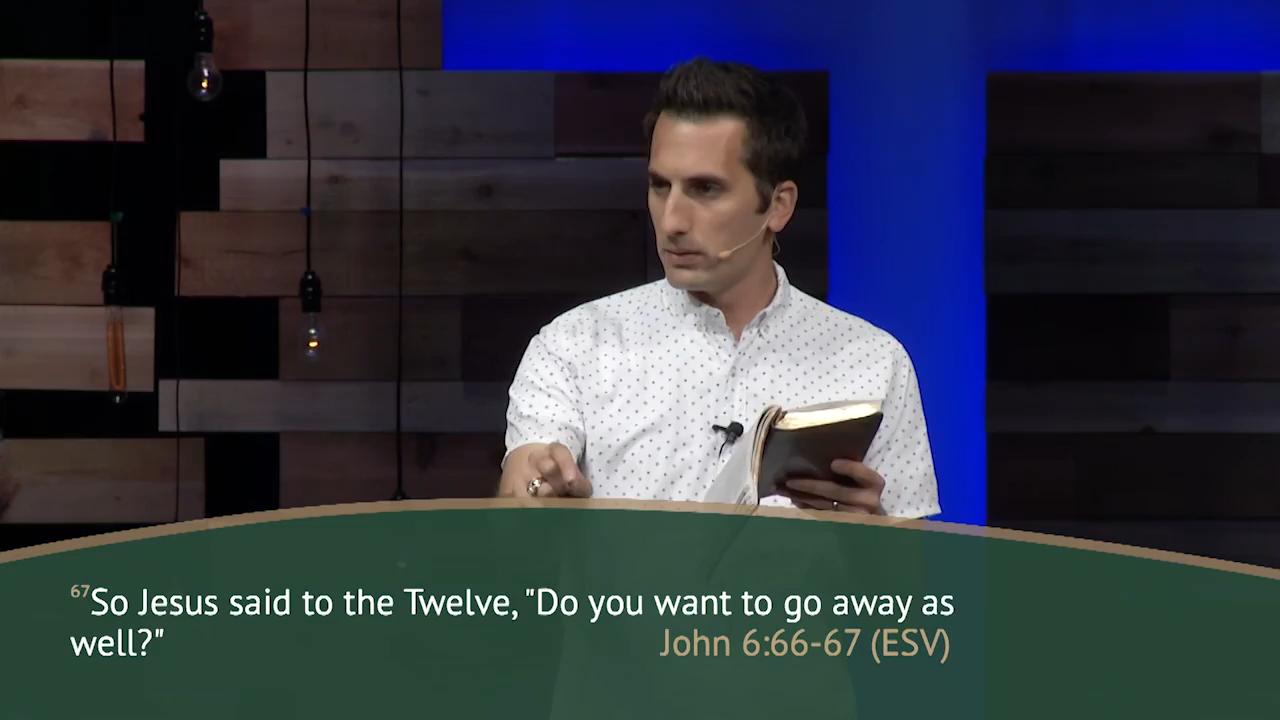 67So Jesus said to the Twelve, "Do you want to go away as
well?"
John 6:66-67 (ESV)